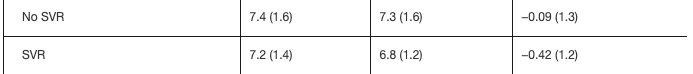 No SVR 7.4 (1.6) 7.3 (1.6) −0.09 (1.3)
SVR 7.2 (1.4) 6.8 (1.2) −0.42 (1.2)